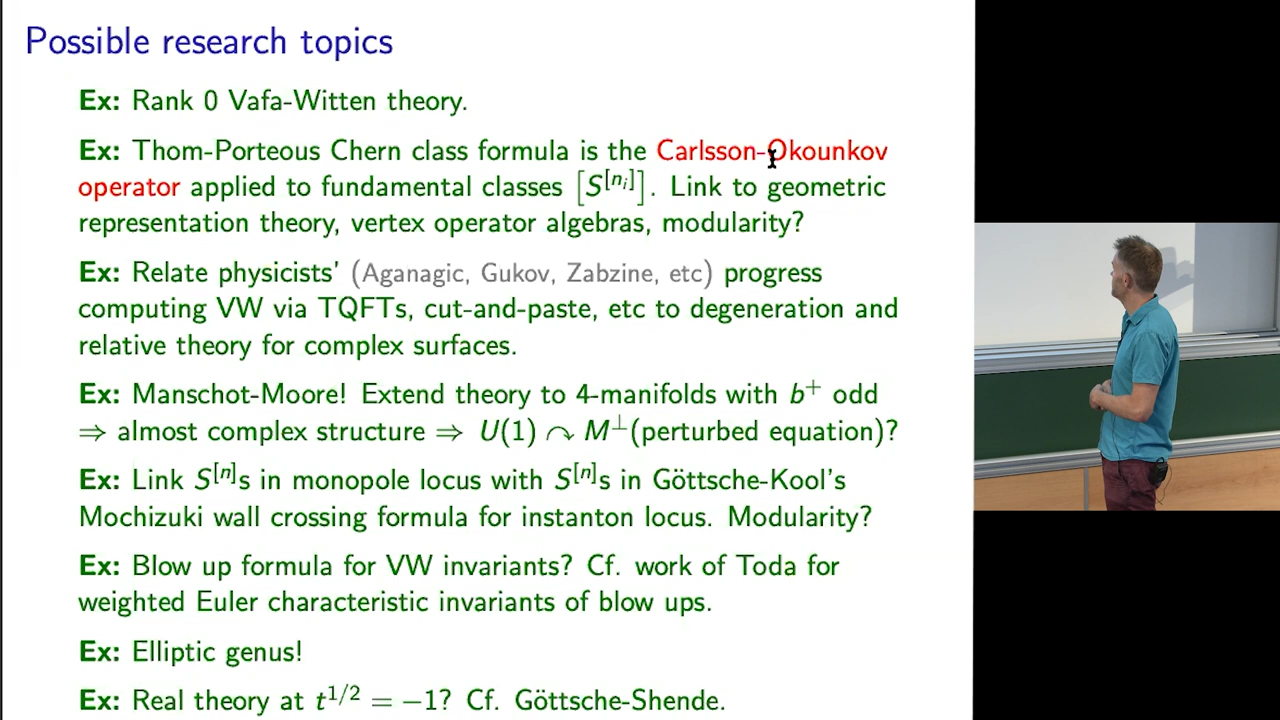 Possible research topics
Ex: Rank 0 Vafa-Witten theory.
Ex: Thom-Porteous Chern class formula is the Carlsson-Okounkov
operator applied to fundamental classes [S^{[n_i]}]. Link to geometric
representation theory, vertex operator algebras, modularity?
Ex: Relate physicists' (Aganagic, Gukov, Zabzine, etc) progress
computing VW via TQFTs, cut-and-paste, etc to degeneration and
relative theory for complex surfaces.
Ex: Manschot-Moore! Extend theory to 4-manifolds with b⁺ odd
⇒ almost complex structure ⇒ U(1) ↷ M^⊥(perturbed equation)?
Ex: Link S^{[n]}s in monopole locus with S^{[n]}s in Göttsche-Kool's
Mochizuki wall crossing formula for instanton locus. Modularity?
Ex: Blow up formula for VW invariants? Cf. work of Toda for
weighted Euler characteristic invariants of blow ups.
Ex: Elliptic genus!
Ex: Real theory at t^{1/2} = −1? Cf. Göttsche-Shende.